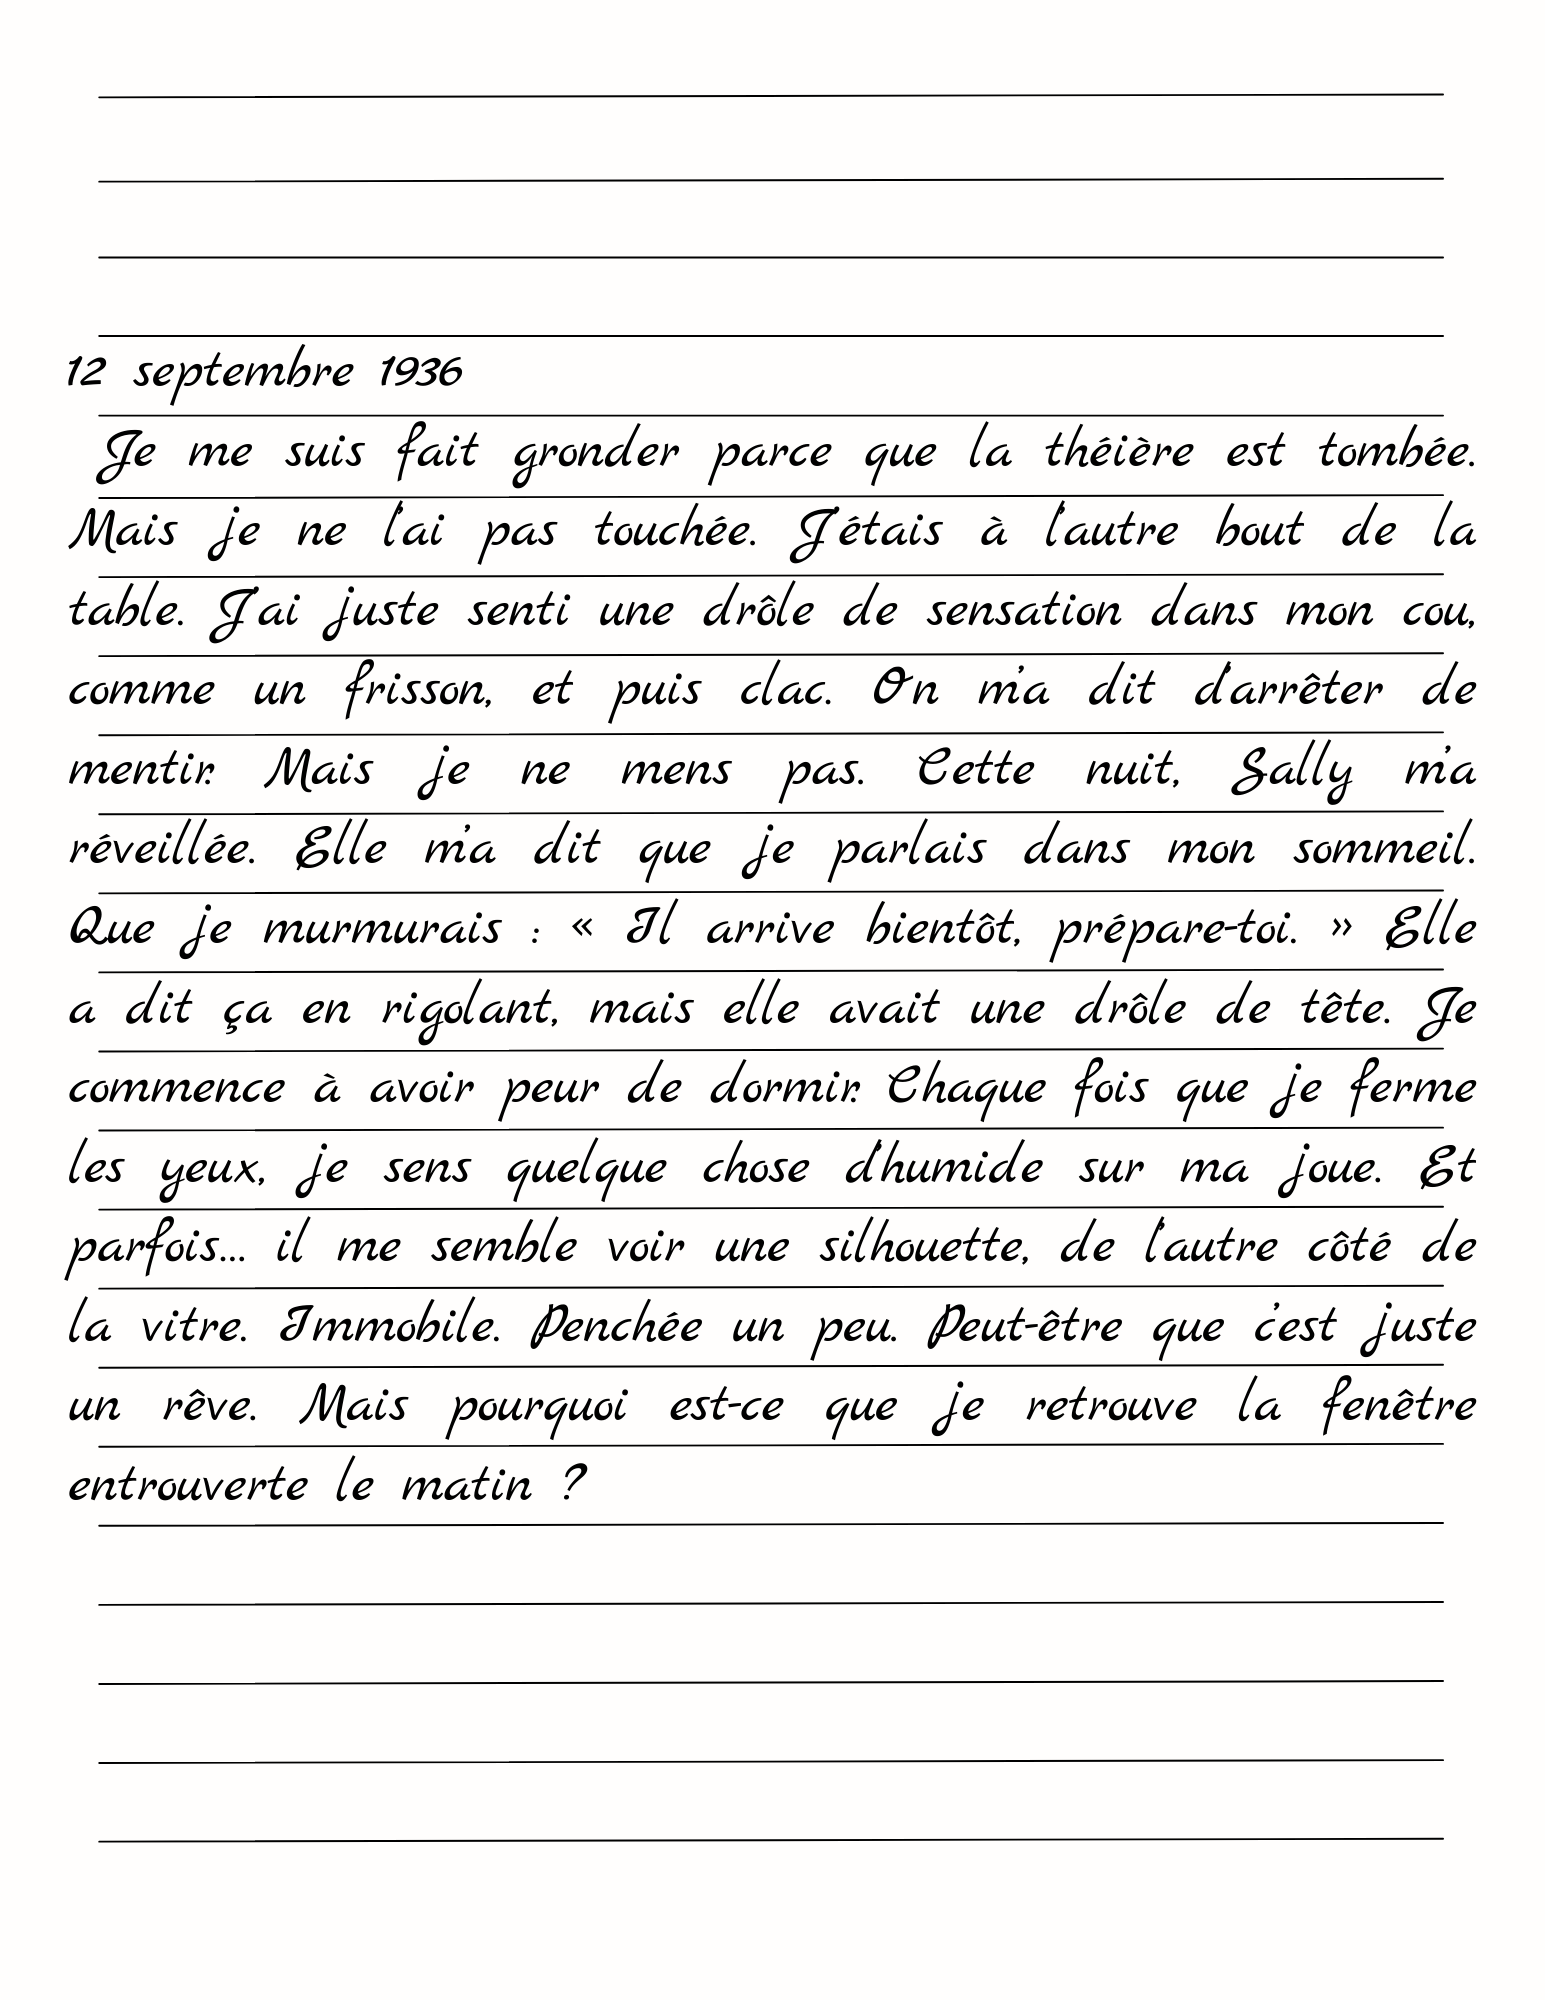 12 septembre 1936
Je me suis fait gronder parce que la théière est tombée.
Mais je ne l'ai pas touchée. J'étais à l'autre bout de la
table. J'ai juste senti une drôle de sensation dans mon cou,
comme un frisson, et puis clac. On m'a dit d'arrêter de
mentir. Mais je ne mens pas. Cette nuit, Sally m'a
réveillée. Elle m'a dit que je parlais dans mon sommeil.
Que je murmurais : « Il arrive bientôt, prépare-toi. » Elle
a dit ça en rigolant, mais elle avait une drôle de tête. Je
commence à avoir peur de dormir. Chaque fois que je ferme
les yeux, je sens quelque chose d'humide sur ma joue. Et
parfois... il me semble voir une silhouette, de l'autre côté de
la vitre. Immobile. Penchée un peu. Peut-être que c'est juste
un rêve. Mais pourquoi est-ce que je retrouve la fenêtre
entrouverte le matin ?